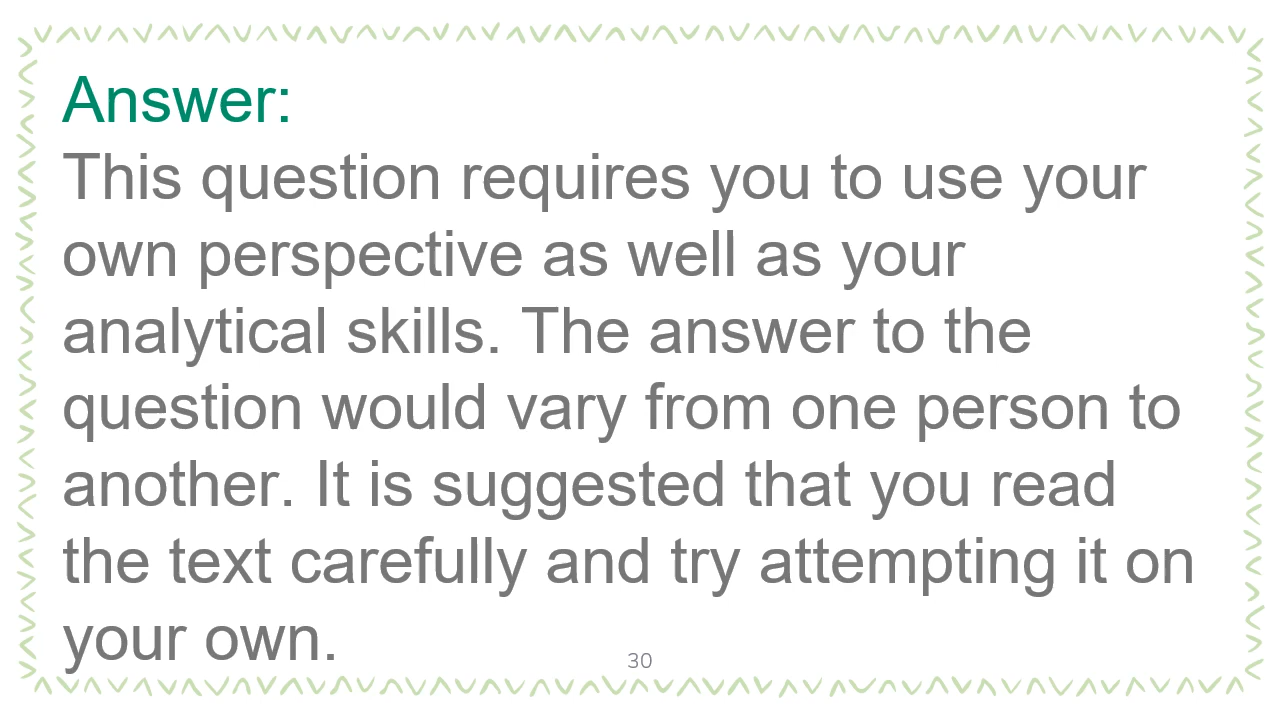 Answer:
This question requires you to use your
own perspective as well as your
analytical skills. The answer to the
question would vary from one person to
another. It is suggested that you read
the text carefully and try attempting it on
your own.
30